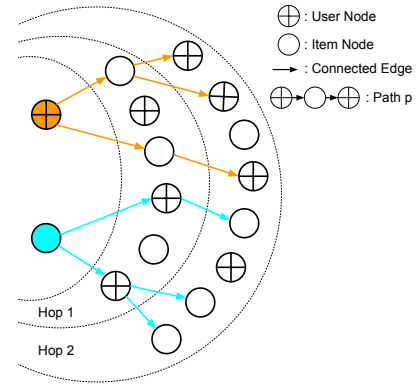 : User Node
: Item Node
: Connected Edge
: Path p
Hop 1
Hop 2